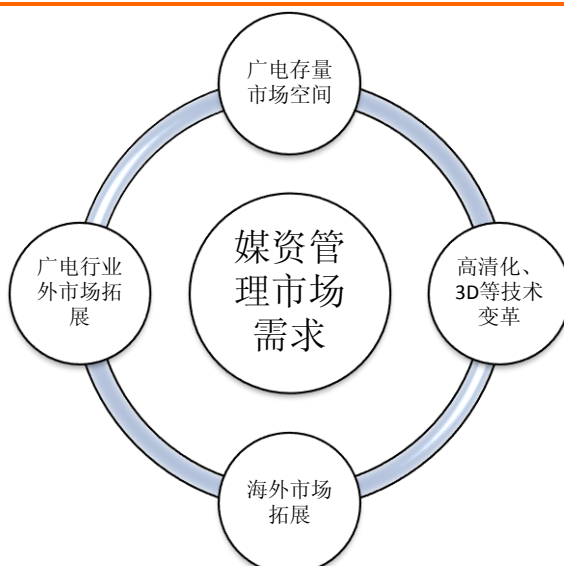 广电存量
市场空间
媒资管
理市场
需求
广电行业
外市场拓
展
高清化、
3D等技术
变革
海外市场
拓展